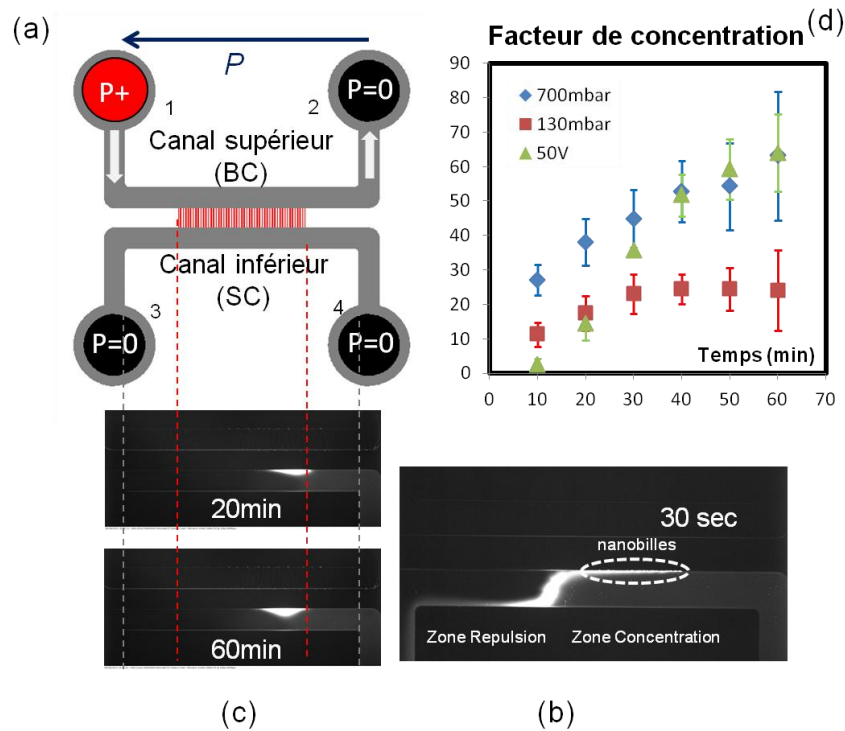 (a)
P
P+
1
2
P=0
Canal supérieur
(BC)
Canal inférieur
(SC)
3
4
P=0
P=0
20min
60min
(c)
(d)
Facteur de concentration
90
80
70
60
50
40
30
20
10
0
700mbar
130mbar
50V
Temps (min)
0
10
20
30
40
50
60
70
30 sec
nanobilles
Zone Repulsion
Zone Concentration
(b)